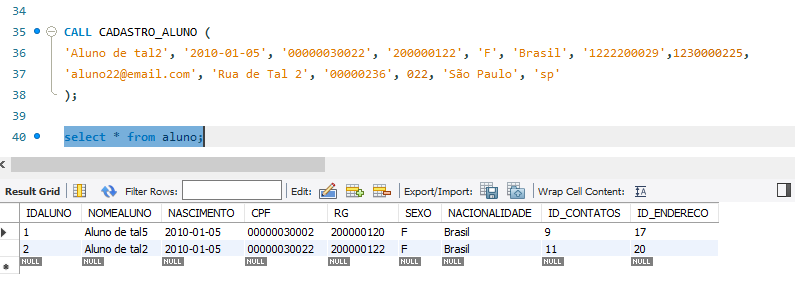 34
35 CALL CADASTRO_ALUNO (
36 'Aluno de tal2', '2010-01-05', '00000030022', '200000122', 'F', 'Brasil', '1222200029',1230000225,
37 'aluno22@email.com', 'Rua de Tal 2', '00000236', 022, 'São Paulo', 'sp'
38 );
39
40 select * from aluno;
Result Grid Filter Rows: Edit: Export/Import: Wrap Cell Content: IA
IDALUNO NOMEALUNO NASCIMENTO CPF RG SEXO NACIONALIDADE ID_CONTATOS ID_ENDERECO
1 Aluno de tal5 2010-01-05 00000030002 200000120 F Brasil 9 17
2 Aluno de tal2 2010-01-05 00000030022 200000122 F Brasil 11 20
NULL NULL NULL NULL NULL NULL NULL NULL NULL